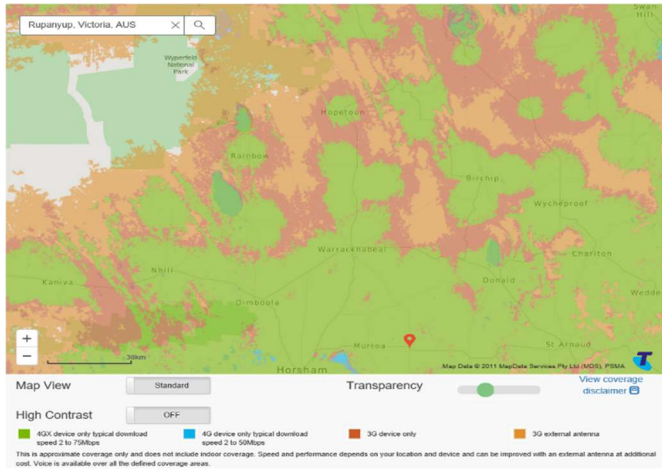 Rupanyup, Victoria, AUS
Swan
Hill
Wyperfeld
National
Park
Hopetoun
Rainbow
Birchip
Wycheproof
Warracknabeal
Charlton
Nhill
Kaniva
Donald
Wedde
Dimboola
+
−
30km
Murtoa
St Arnaud
Horsham
Map Data © 2011 MapData Services Pty Ltd (MDS), PSMA
Map View
Standard
Transparency
View coverage
disclaimer
High Contrast
OFF
4GX device only typical download
speed 2 to 75Mbps
4G device only typical download
speed 2 to 50Mbps
3G device only
3G external antenna
This is approximate coverage only and does not include indoor coverage. Speed and performance depends on your location and device and can be improved with an external antenna at additional
cost. Voice is available over all the defined coverage areas.